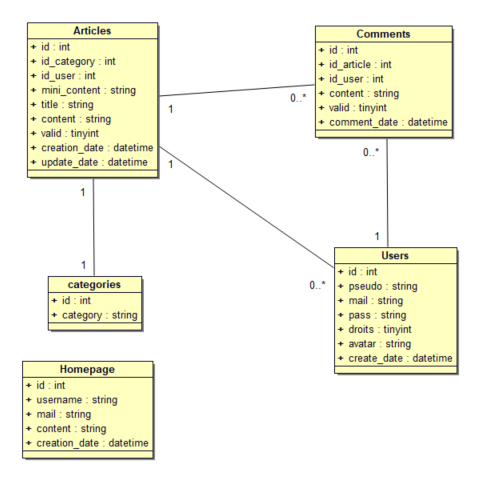 Articles
+ id : int
+ id_category : int
+ id_user : int
+ mini_content : string
+ title : string
+ content : string
+ valid : tinyint
+ creation_date : datetime
+ update_date : datetime
Comments
+ id : int
+ id_article : int
+ id_user : int
+ content : string
+ valid : tinyint
+ comment_date : datetime
1
0..*
1
0..*
1
1
1
0..*
categories
+ id : int
+ category : string
Users
+ id : int
+ pseudo : string
+ mail : string
+ pass : string
+ droits : tinyint
+ avatar : string
+ create_date : datetime
Homepage
+ id : int
+ username : string
+ mail : string
+ content : string
+ creation_date : datetime